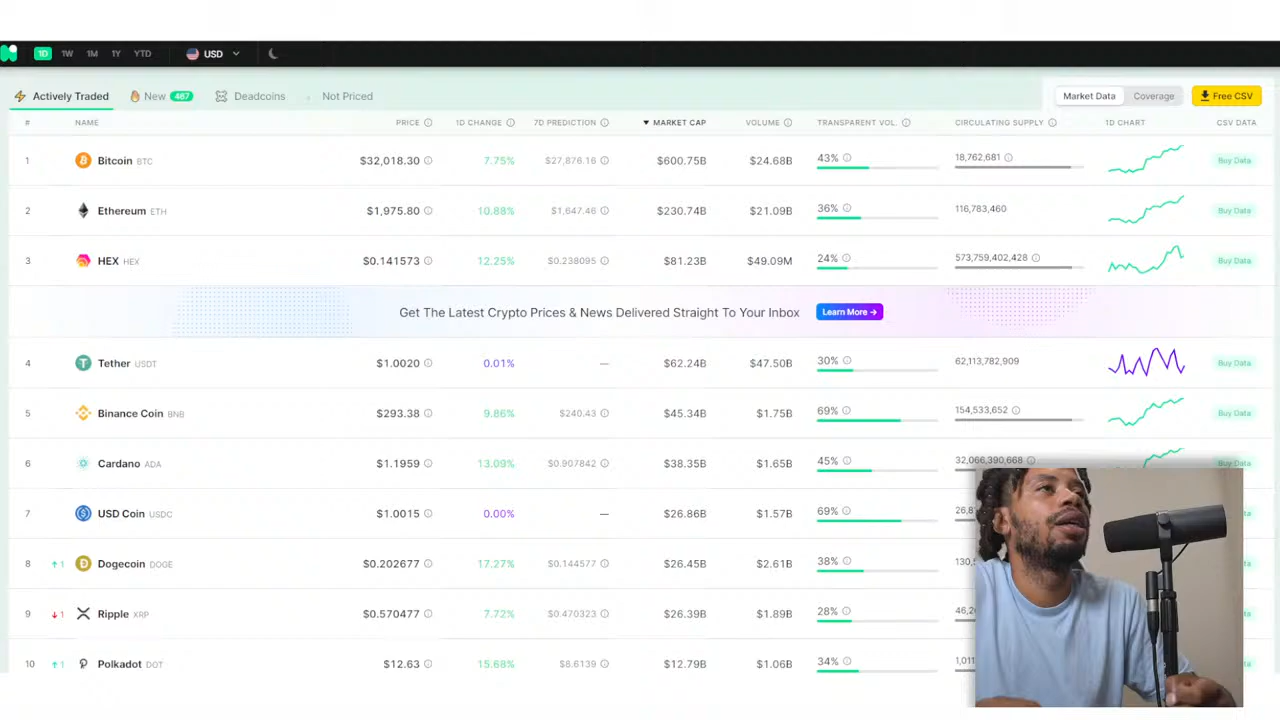 1D 1W 1M 1Y YTD USD
Actively Traded New 467 Deadcoins Not Priced Market Data Coverage Free CSV
# NAME PRICE 1D CHANGE 7D PREDICTION MARKET CAP VOLUME TRANSPARENT VOL. CIRCULATING SUPPLY 1D CHART CSV DATA
1 Bitcoin BTC $32,018.30 7.75% $27,876.16 $600.75B $24.68B 43% 18,762,681 Buy Data
2 Ethereum ETH $1,975.80 10.88% $1,647.46 $230.74B $21.09B 36% 116,783,460 Buy Data
3 HEX HEX $0.141573 12.25% $0.238095 $81.23B $49.09M 24% 573,759,402,428 Buy Data
Get The Latest Crypto Prices & News Delivered Straight To Your Inbox Learn More →
4 Tether USDT $1.0020 0.01% — $62.24B $47.50B 30% 62,113,782,909 Buy Data
5 Binance Coin BNB $293.38 9.86% $240.43 $45.34B $1.75B 69% 154,533,652 Buy Data
6 Cardano ADA $1.1959 13.09% $0.907842 $38.35B $1.65B 45% 32,066,390,668 Buy Data
7 USD Coin USDC $1.0015 0.00% — $26.86B $1.57B 69%
8 ↑1 Dogecoin DOGE $0.202677 17.27% $0.144577 $26.45B $2.61B 38%
9 ↓1 Ripple XRP $0.570477 7.72% $0.470323 $26.39B $1.89B 28%
10 ↑1 Polkadot DOT $12.63 15.68% $8.6139 $12.79B $1.06B 34%